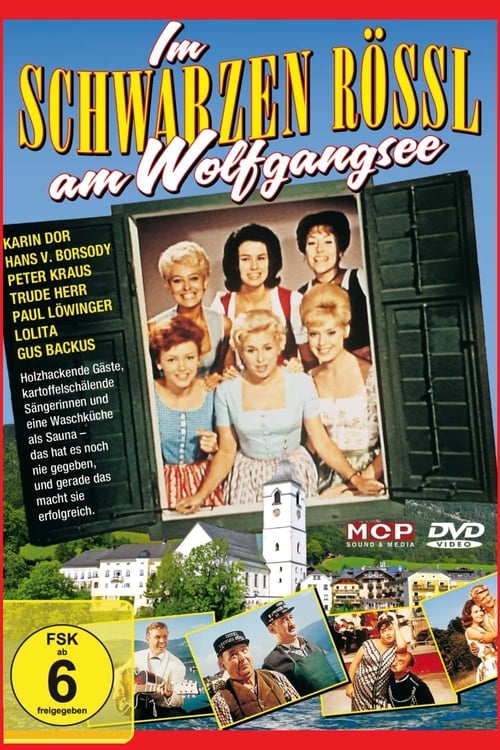 Im
SCHWARZEN RÖSSL
am Wolfgangsee
KARIN DOR
HANS V. BORSODY
PETER KRAUS
TRUDE HERR
PAUL LÖWINGER
LOLITA
GUS BACKUS
Holzhackende Gäste,
kartoffelschälende
Sängerinnen und
eine Waschküche
als Sauna –
das hat es noch
nie gegeben,
und gerade das
macht sie
erfolgreich.
MCP
SOUND & MEDIA
DVD
VIDEO
FSK
ab
6
freigegeben